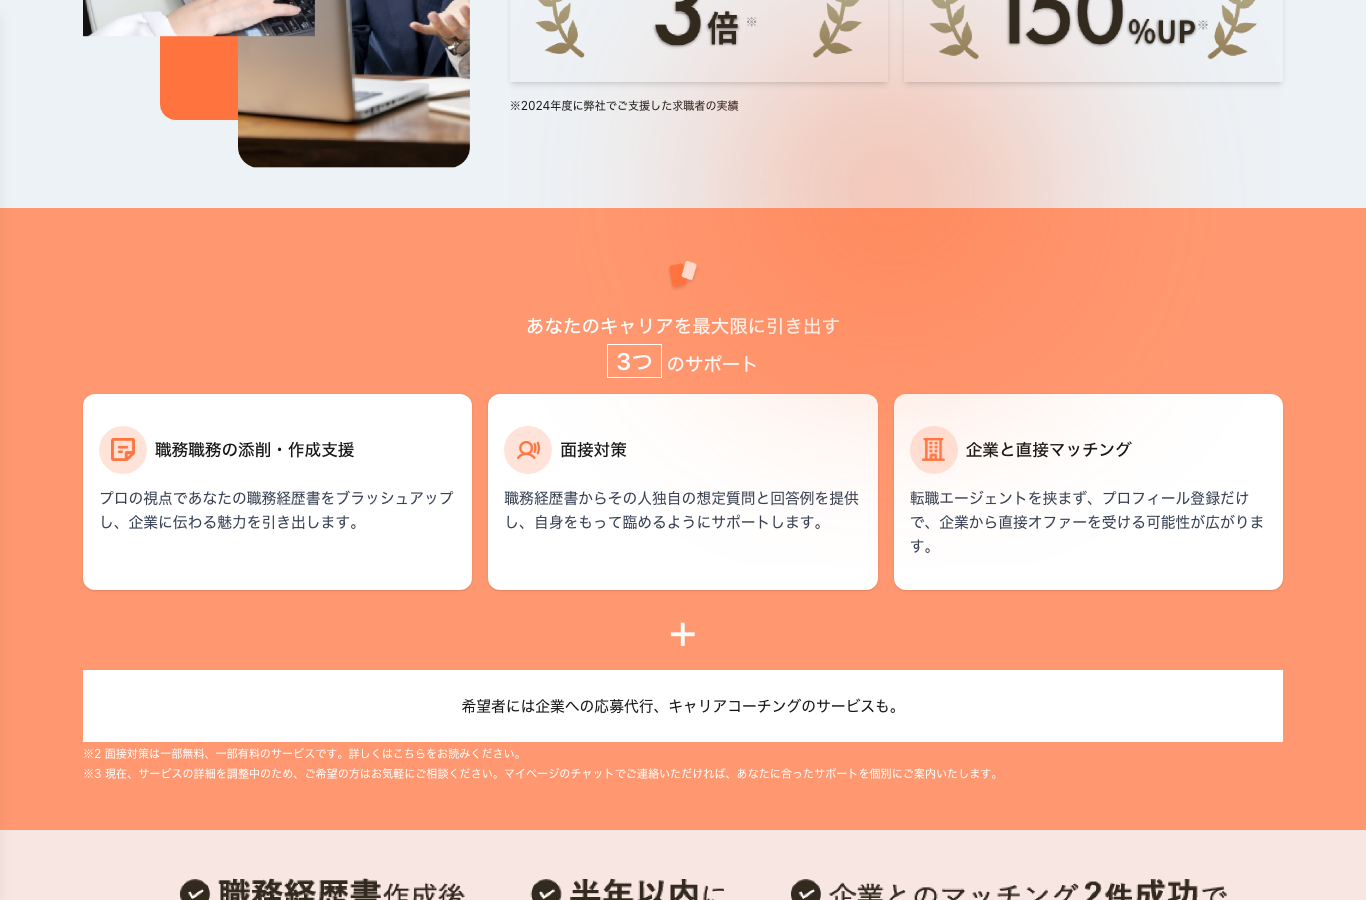 3倍※
150%UP※
※2024年度に弊社でご支援した求職者の実績
あなたのキャリアを最大限に引き出す
3つ のサポート
職務職務の添削・作成支援
プロの視点であなたの職務経歴書をブラッシュアップ
し、企業に伝わる魅力を引き出します。
面接対策
職務経歴書からその人独自の想定質問と回答例を提供
し、自身をもって臨めるようにサポートします。
企業と直接マッチング
転職エージェントを挟まず、プロフィール登録だけ
で、企業から直接オファーを受ける可能性が広がりま
す。
+
希望者には企業への応募代行、キャリアコーチングのサービスも。
※2 面接対策は一部無料、一部有料のサービスです。詳しくはこちらをお読みください。
※3 現在、サービスの詳細を調整中のため、ご希望の方はお気軽にご相談ください。マイページのチャットでご連絡いただければ、あなたに合ったサポートを個別にご案内いたします。
職務経歴書作成後 半年以内に 企業とのマッチング2件成功で